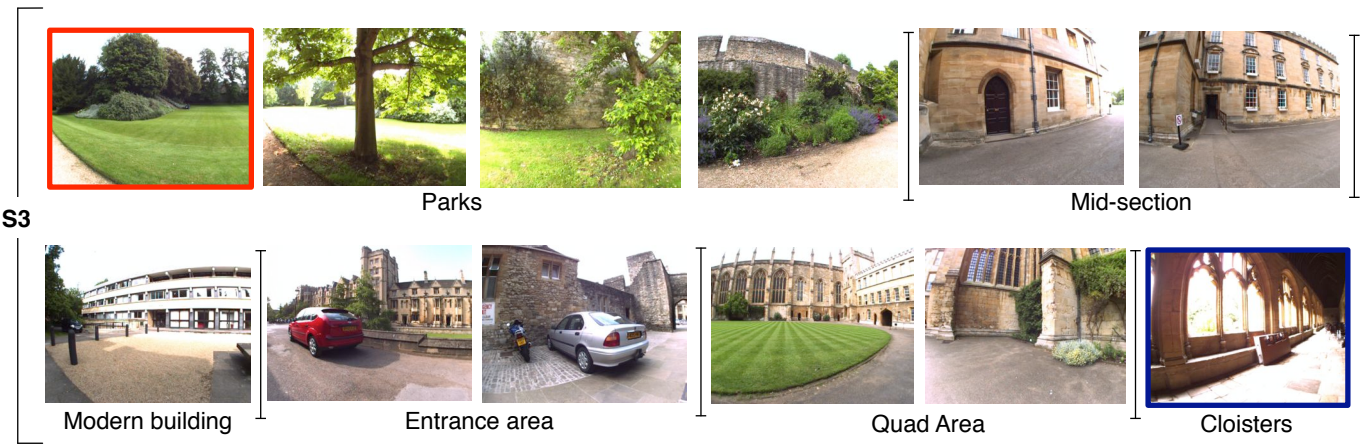 Parks
Mid-section
S3
Modern building
Entrance area
Quad Area
Cloisters